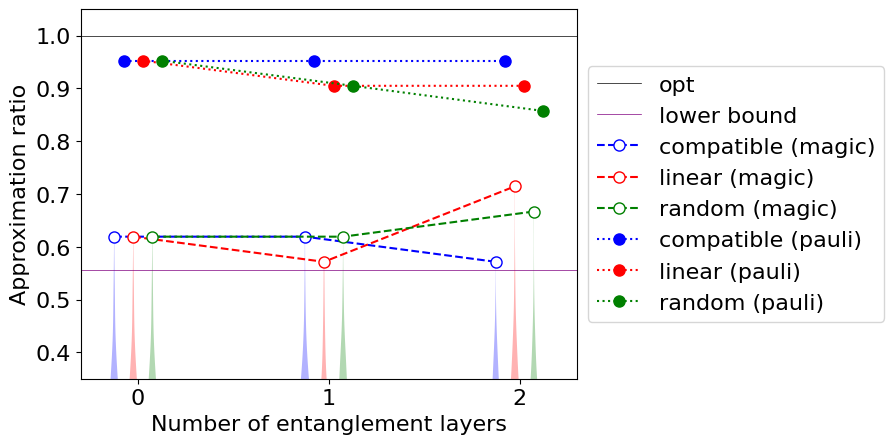 1.0
0.9
0.8
0.7
0.6
0.5
0.4
Approximation ratio
0 1 2
Number of entanglement layers
opt
lower bound
compatible (magic)
linear (magic)
random (magic)
compatible (pauli)
linear (pauli)
random (pauli)